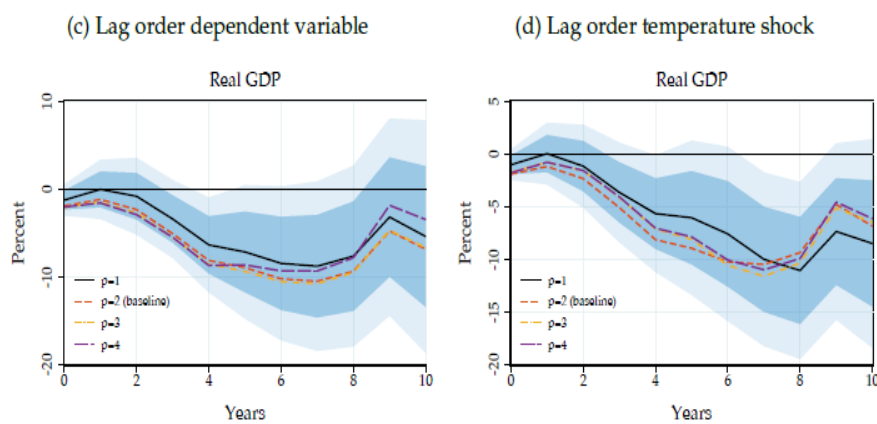 (c) Lag order dependent variable
Real GDP
10
0
-10
-20
Percent
p=1
p=2 (baseline)
p=3
p=4
0 2 4 6 8 10
Years
(d) Lag order temperature shock
Real GDP
5
0
-5
-10
-15
-20
Percent
p=1
p=2 (baseline)
p=3
p=4
0 2 4 6 8 10
Years